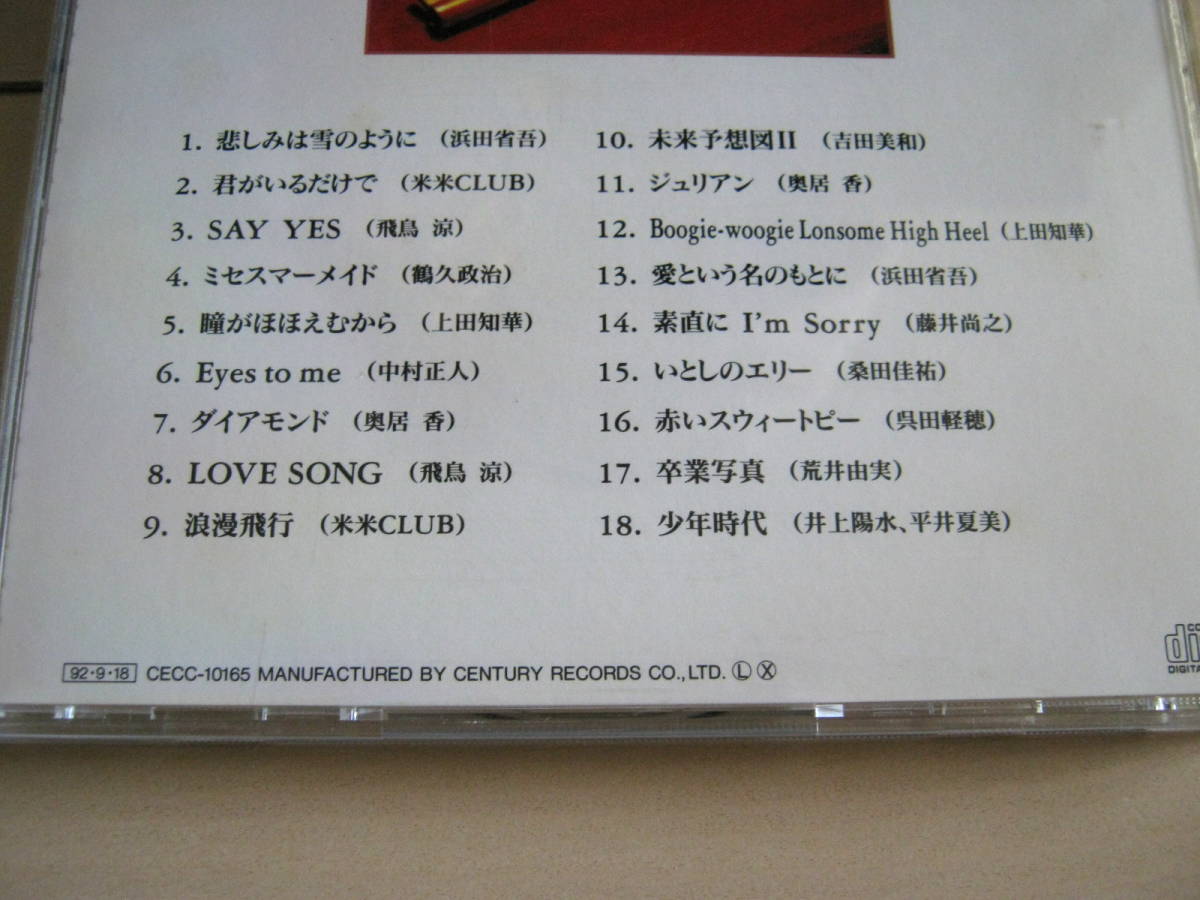 1. 悲しみは雪のように （浜田省吾）
2. 君がいるだけで （米米CLUB）
3. SAY YES （飛鳥 涼）
4. ミセスマーメイド （鶴久政治）
5. 瞳がほほえむから （上田知華）
6. Eyes to me （中村正人）
7. ダイアモンド （奥居 香）
8. LOVE SONG （飛鳥 涼）
9. 浪漫飛行 （米米CLUB）
10. 未来予想図II （吉田美和）
11. ジュリアン （奥居 香）
12. Boogie-woogie Lonsome High Heel （上田知華）
13. 愛という名のもとに （浜田省吾）
14. 素直に I'm Sorry （藤井尚之）
15. いとしのエリー （桑田佳祐）
16. 赤いスウィートピー （呉田軽穂）
17. 卒業写真 （荒井由実）
18. 少年時代 （井上陽水、平井夏美）
92・9・18 CECC-10165 MANUFACTURED BY CENTURY RECORDS CO.,LTD. Ⓛ Ⓧ